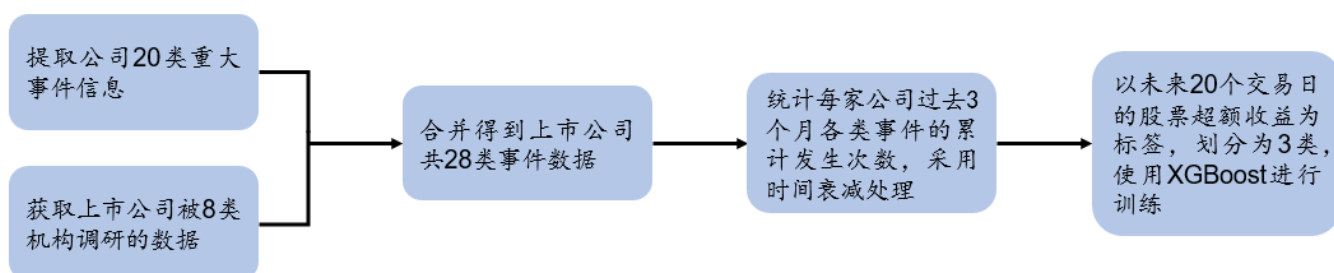 提取公司20类重大
事件信息
获取上市公司被8类
机构调研的数据
合并得到上市公司
共28类事件数据
统计每家公司过去3
个月各类事件的累
计发生次数，采用
时间衰减处理
以未来20个交易日
的股票超额收益为
标签，划分为3类，
使用XGBoost进行
训练